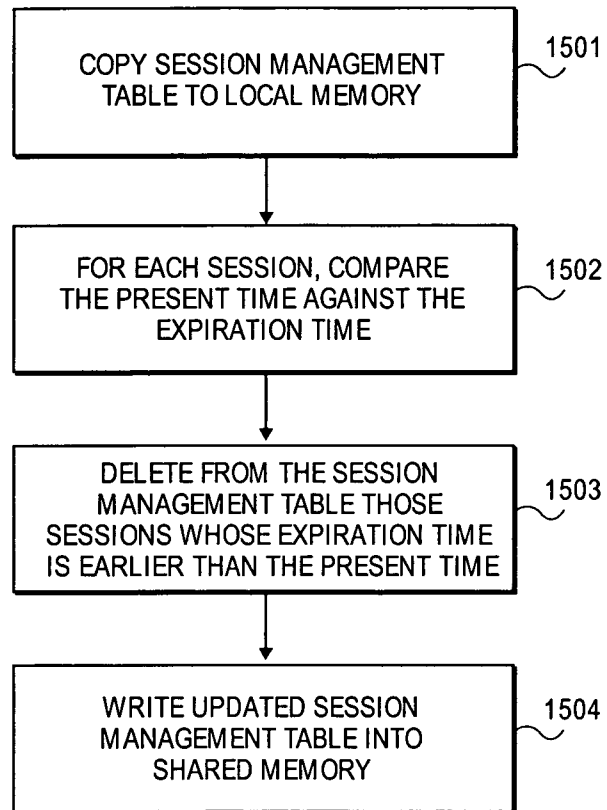 COPY SESSION MANAGEMENT
TABLE TO LOCAL MEMORY
1501
FOR EACH SESSION, COMPARE
THE PRESENT TIME AGAINST THE
EXPIRATION TIME
1502
DELETE FROM THE SESSION
MANAGEMENT TABLE THOSE
SESSIONS WHOSE EXPIRATION TIME
IS EARLIER THAN THE PRESENT TIME
1503
WRITE UPDATED SESSION
MANAGEMENT TABLE INTO
SHARED MEMORY
1504